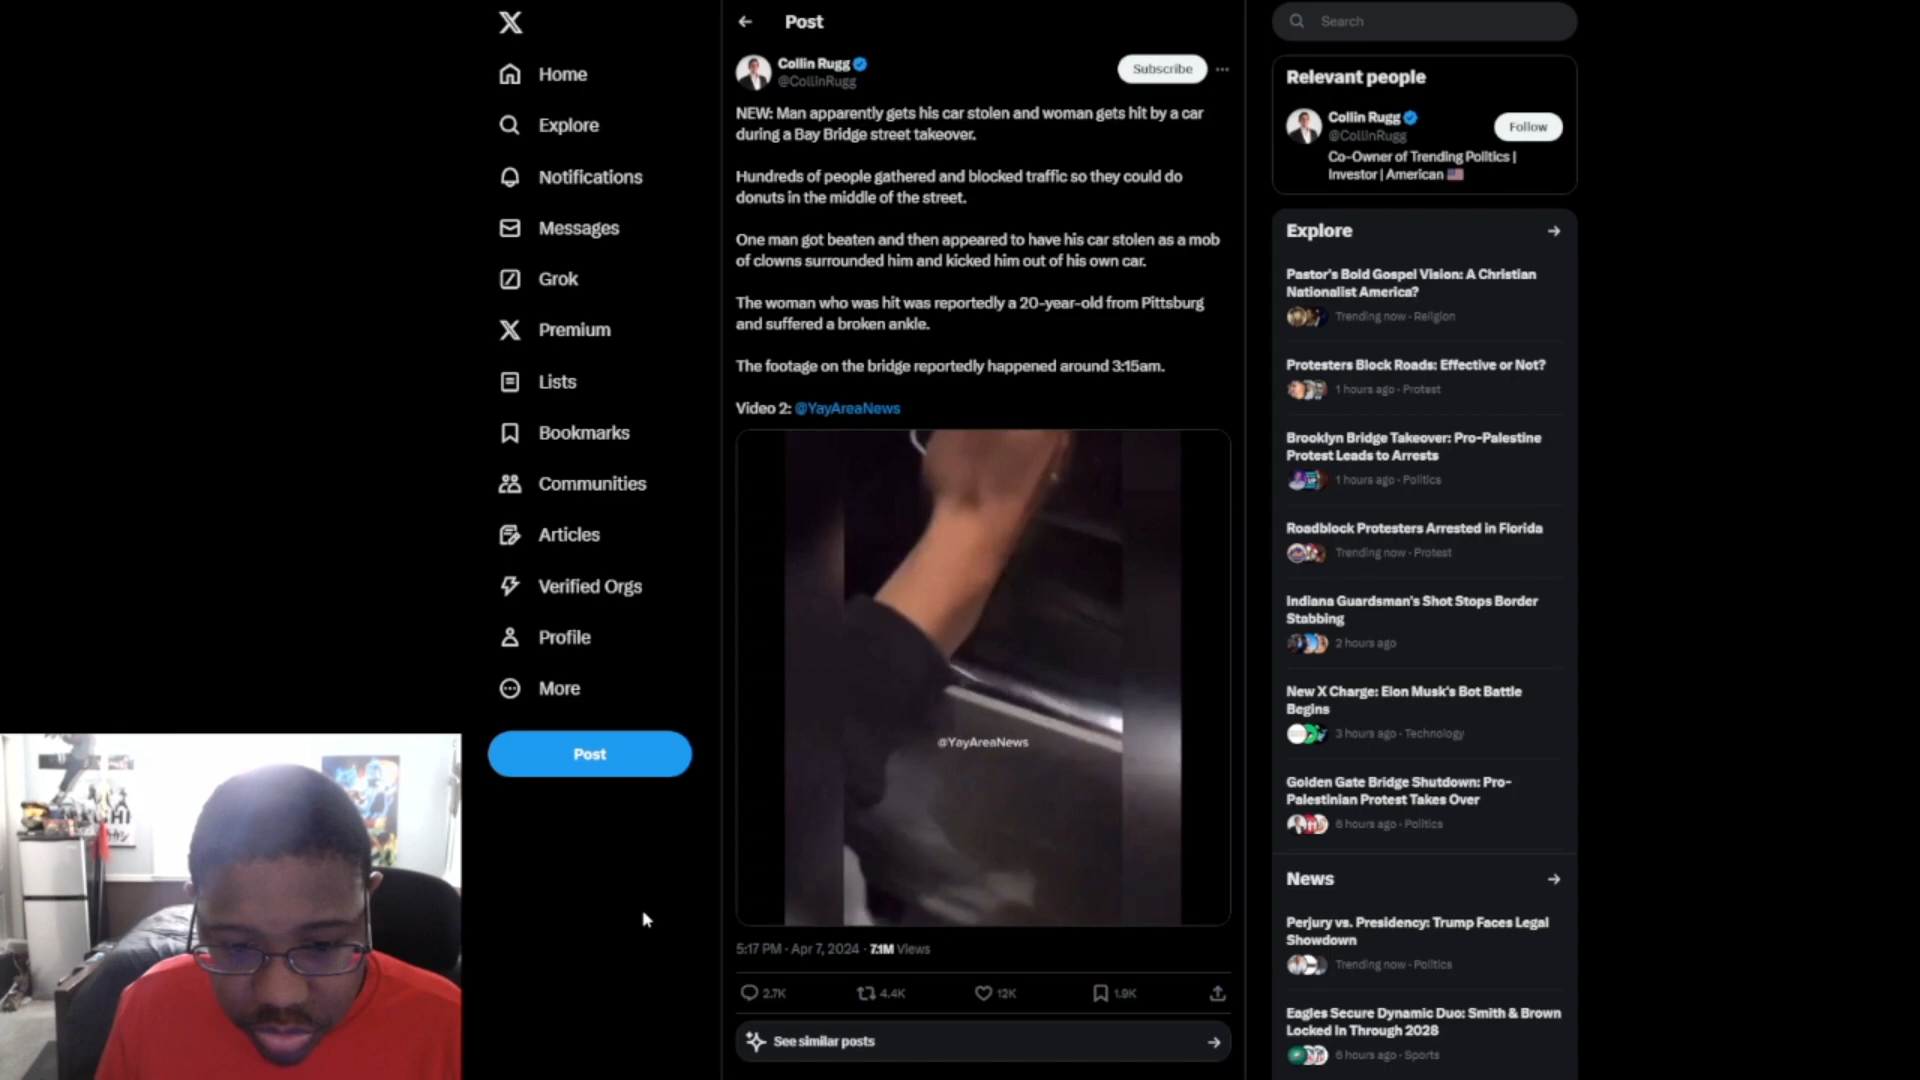 Home
Explore
Notifications
Messages
Grok
Premium
Lists
Bookmarks
Communities
Articles
Verified Orgs
Profile
More
Post
Post
Collin Rugg
@CollinRugg
Subscribe
NEW: Man apparently gets his car stolen and woman gets hit by a car
during a Bay Bridge street takeover.
Hundreds of people gathered and blocked traffic so they could do
donuts in the middle of the street.
One man got beaten and then appeared to have his car stolen as a mob
of clowns surrounded him and kicked him out of his own car.
The woman who was hit was reportedly a 20-year-old from Pittsburg
and suffered a broken ankle.
The footage on the bridge reportedly happened around 3:15am.
Video 2: @YayAreaNews
@YayAreaNews
5:17 PM · Apr 7, 2024 · 7.1M Views
2.7K 4.4K 12K 1.9K
See similar posts
Search
Relevant people
Collin Rugg
@CollinRugg
Follow
Co-Owner of Trending Politics |
Investor | American
Explore
Pastor's Bold Gospel Vision: A Christian
Nationalist America?
Trending now · Religion
Protesters Block Roads: Effective or Not?
1 hours ago · Protest
Brooklyn Bridge Takeover: Pro-Palestine
Protest Leads to Arrests
1 hours ago · Politics
Roadblock Protesters Arrested in Florida
Trending now · Protest
Indiana Guardsman's Shot Stops Border
Stabbing
2 hours ago
New X Charge: Elon Musk's Bot Battle
Begins
3 hours ago · Technology
Golden Gate Bridge Shutdown: Pro-
Palestinian Protest Takes Over
6 hours ago · Politics
News
Perjury vs. Presidency: Trump Faces Legal
Showdown
Trending now · Politics
Eagles Secure Dynamic Duo: Smith & Brown
Locked In Through 2028
6 hours ago · Sports